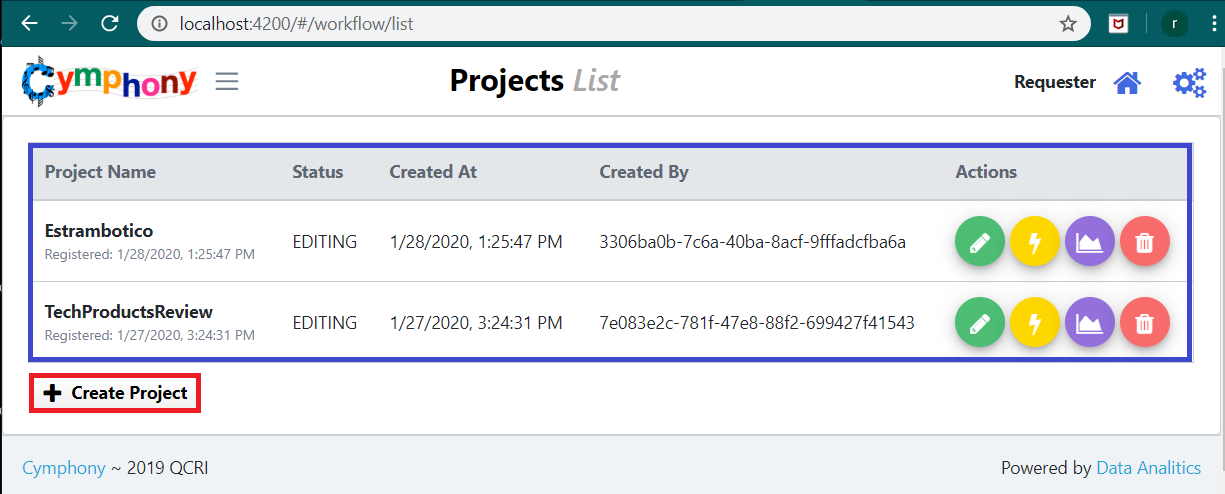 localhost:4200/#/workflow/list
r
Cymphony
Projects List
Requester
Project Name Status Created At Created By Actions
Estrambotico
Registered: 1/28/2020, 1:25:47 PM
EDITING 1/28/2020, 1:25:47 PM 3306ba0b-7c6a-40ba-8acf-9fffadcfba6a
TechProductsReview
Registered: 1/27/2020, 3:24:31 PM
EDITING 1/27/2020, 3:24:31 PM 7e083e2c-781f-47e8-88f2-699427f41543
Create Project
Cymphony ~ 2019 QCRI
Powered by Data Analitics